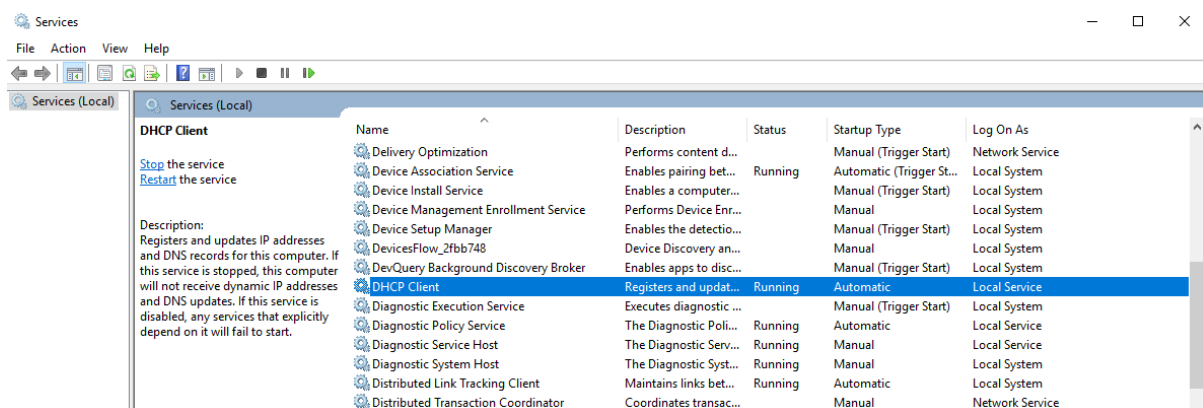 Services
File Action View Help
Services (Local)
Services (Local)
DHCP Client
Stop the service
Restart the service
Description:
Registers and updates IP addresses
and DNS records for this computer. If
this service is stopped, this computer
will not receive dynamic IP addresses
and DNS updates. If this service is
disabled, any services that explicitly
depend on it will fail to start.
Name Description Status Startup Type Log On As
Delivery Optimization Performs content d... Manual (Trigger Start) Network Service
Device Association Service Enables pairing bet... Running Automatic (Trigger St... Local System
Device Install Service Enables a computer... Manual (Trigger Start) Local System
Device Management Enrollment Service Performs Device Enr... Manual Local System
Device Setup Manager Enables the detectio... Manual (Trigger Start) Local System
DevicesFlow_2fbb748 Device Discovery an... Manual Local System
DevQuery Background Discovery Broker Enables apps to disc... Manual (Trigger Start) Local System
DHCP Client Registers and updat... Running Automatic Local Service
Diagnostic Execution Service Executes diagnostic ... Manual (Trigger Start) Local System
Diagnostic Policy Service The Diagnostic Poli... Running Automatic Local Service
Diagnostic Service Host The Diagnostic Serv... Running Manual Local Service
Diagnostic System Host The Diagnostic Syst... Running Manual Local System
Distributed Link Tracking Client Maintains links bet... Running Automatic Local System
Distributed Transaction Coordinator Coordinates transac... Manual Network Service